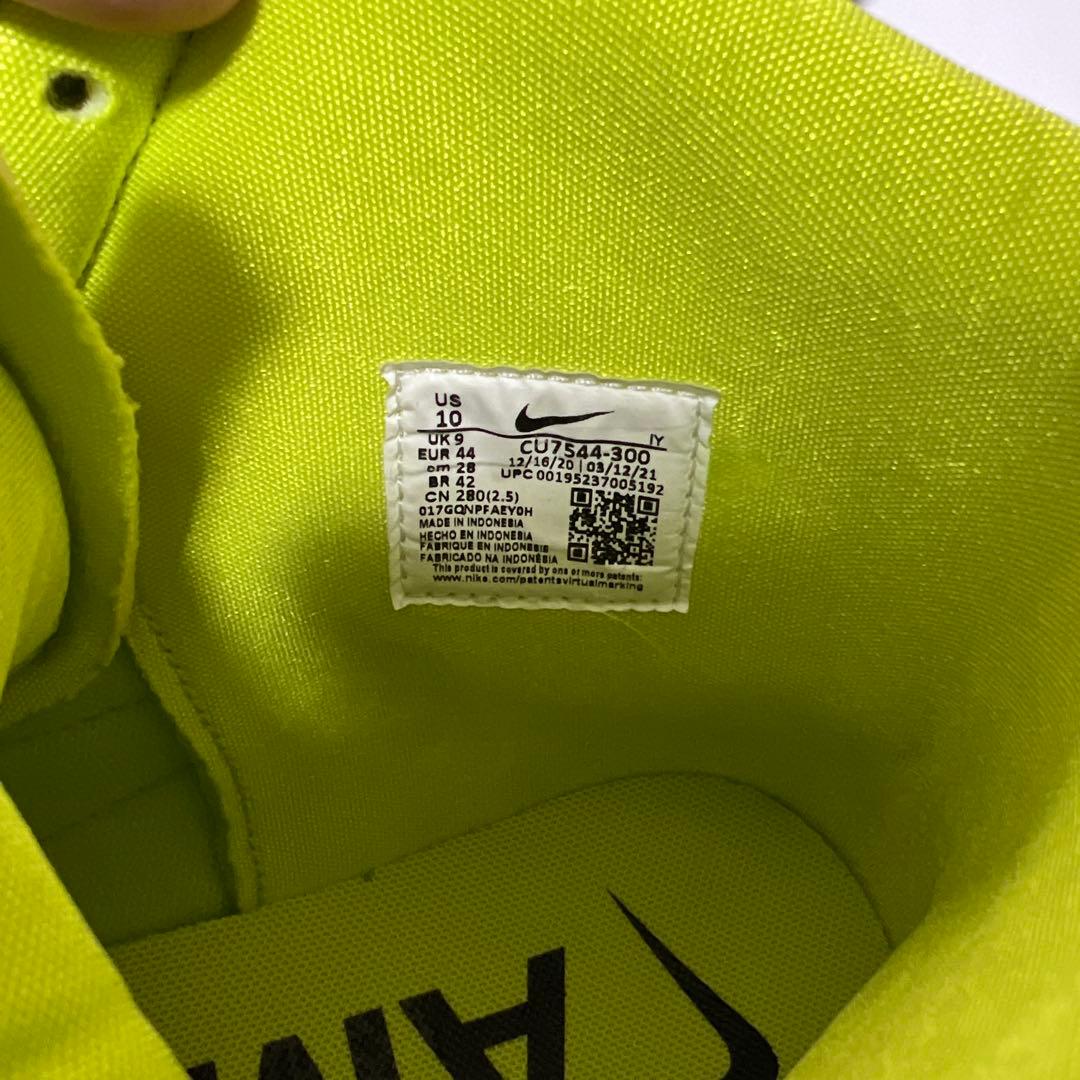 US
10
UK 9
EUR 44
cm 28
BR 42
CN 280(2.5)
IY
CU7544-300
12/16/20 | 03/12/21
UPC 00195237005192
017GQNPFAEY0H
MADE IN INDONESIA
HECHO EN INDONESIA
FABRIQUE EN INDONESIE
FABRICADO NA INDONÉSIA
This product is covered by one or more patents:
www.nike.com/patentsvirtualmarking